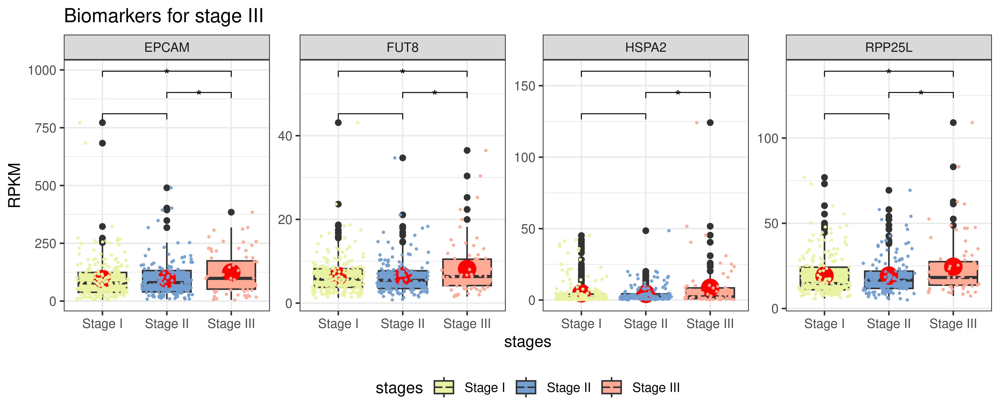 Biomarkers for stage III
EPCAM FUT8 HSPA2 RPP25L
RPKM
1000
750
500
250
0
40
20
0
150
100
50
0
100
50
0
* * * * * * *
Stage I Stage II Stage III Stage I Stage II Stage III Stage I Stage II Stage III Stage I Stage II Stage III
stages
stages Stage I Stage II Stage III